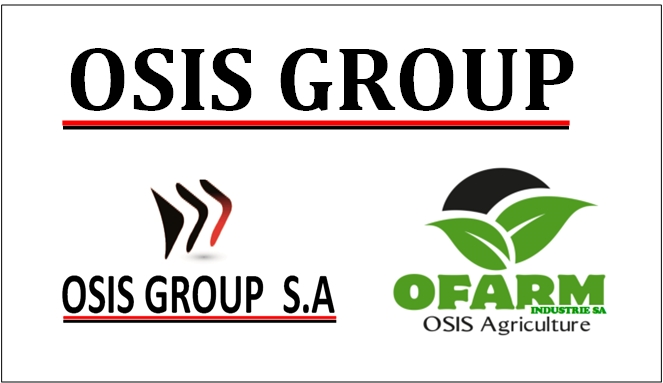 OSIS GROUP
OSIS GROUP S.A
OFARM
INDUSTRIE SA
OSIS Agriculture